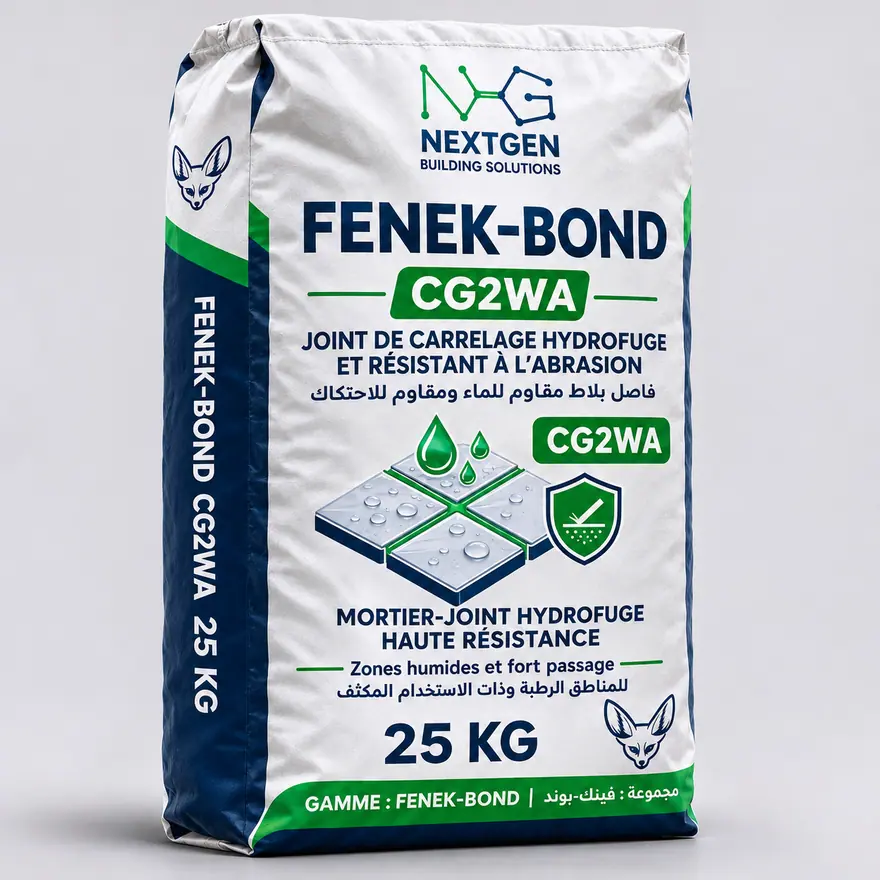 NEXTGEN
BUILDING SOLUTIONS
FENEK-BOND
CG2WA
JOINT DE CARRELAGE HYDROFUGE
ET RÉSISTANT À L'ABRASION
فاصل بلاط مقاوم للماء ومقاوم للاحتكاك
CG2WA
MORTIER-JOINT HYDROFUGE
HAUTE RÉSISTANCE
Zones humides et fort passage
للمناطق الرطبة وذات الاستخدام المكثف
25 KG
GAMME : FENEK-BOND | مجموعة : فينك-بوند
FENEK-BOND CG2WA 25 KG